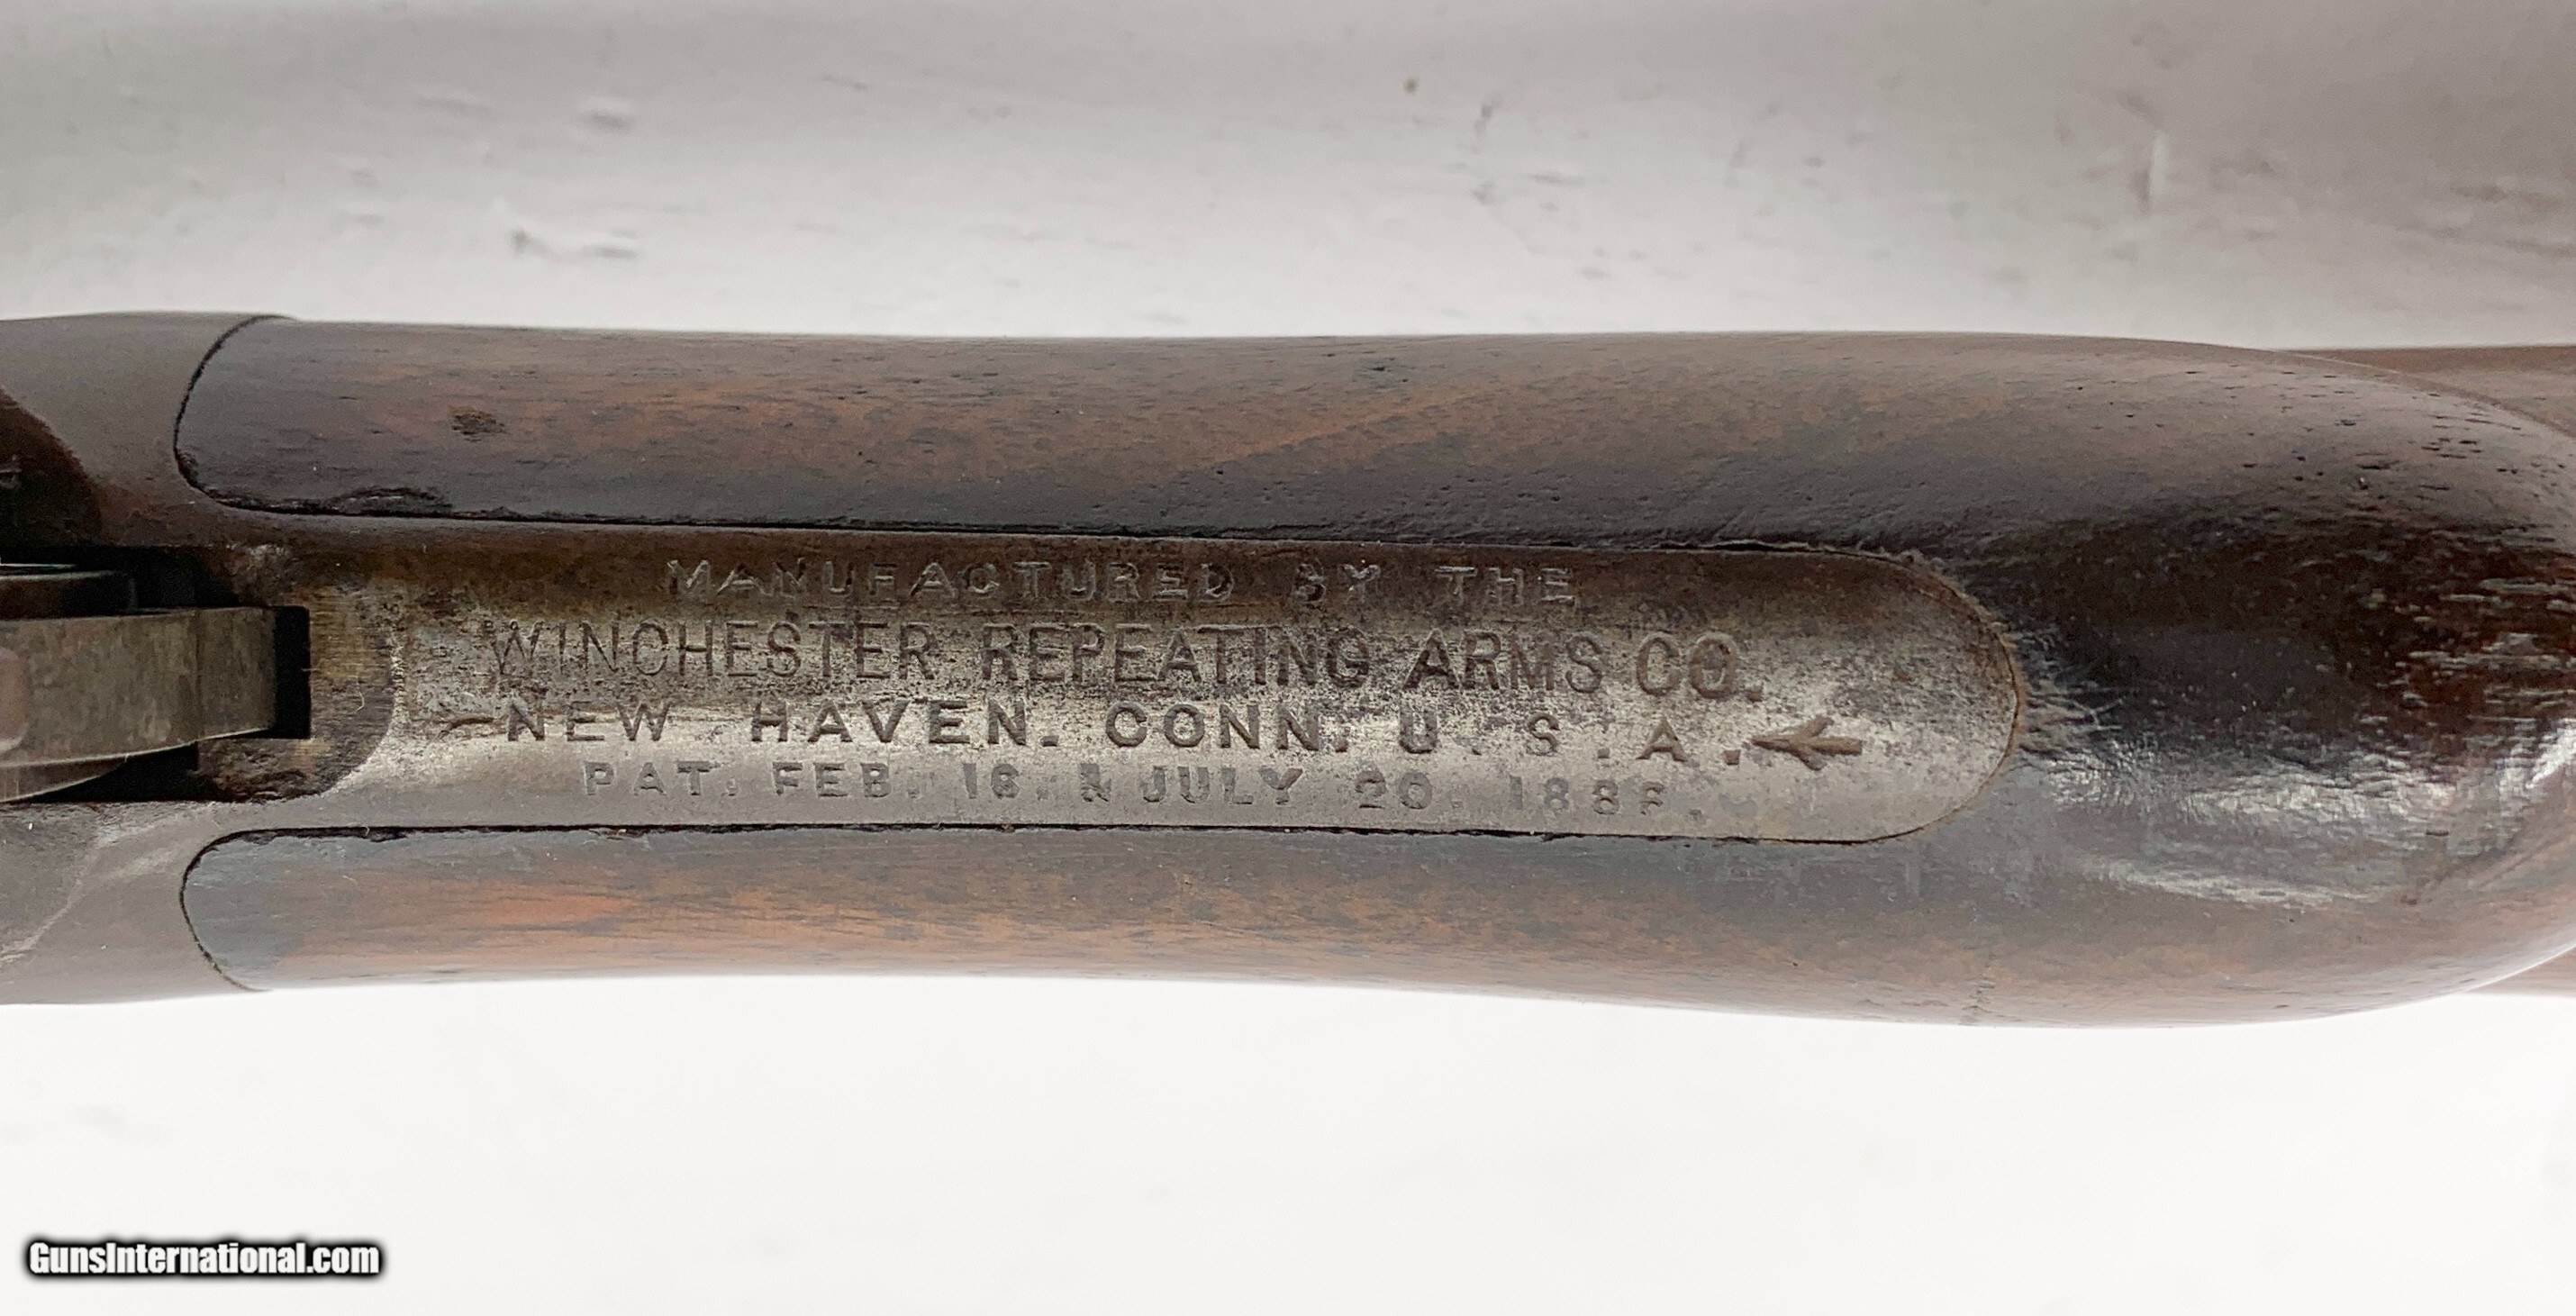 MANUFACTURED BY THE
WINCHESTER REPEATING ARMS CO.
NEW HAVEN. CONN. U. S. A.
PAT. FEB. 16. & JULY 20. 1886.
GunsInternational.com